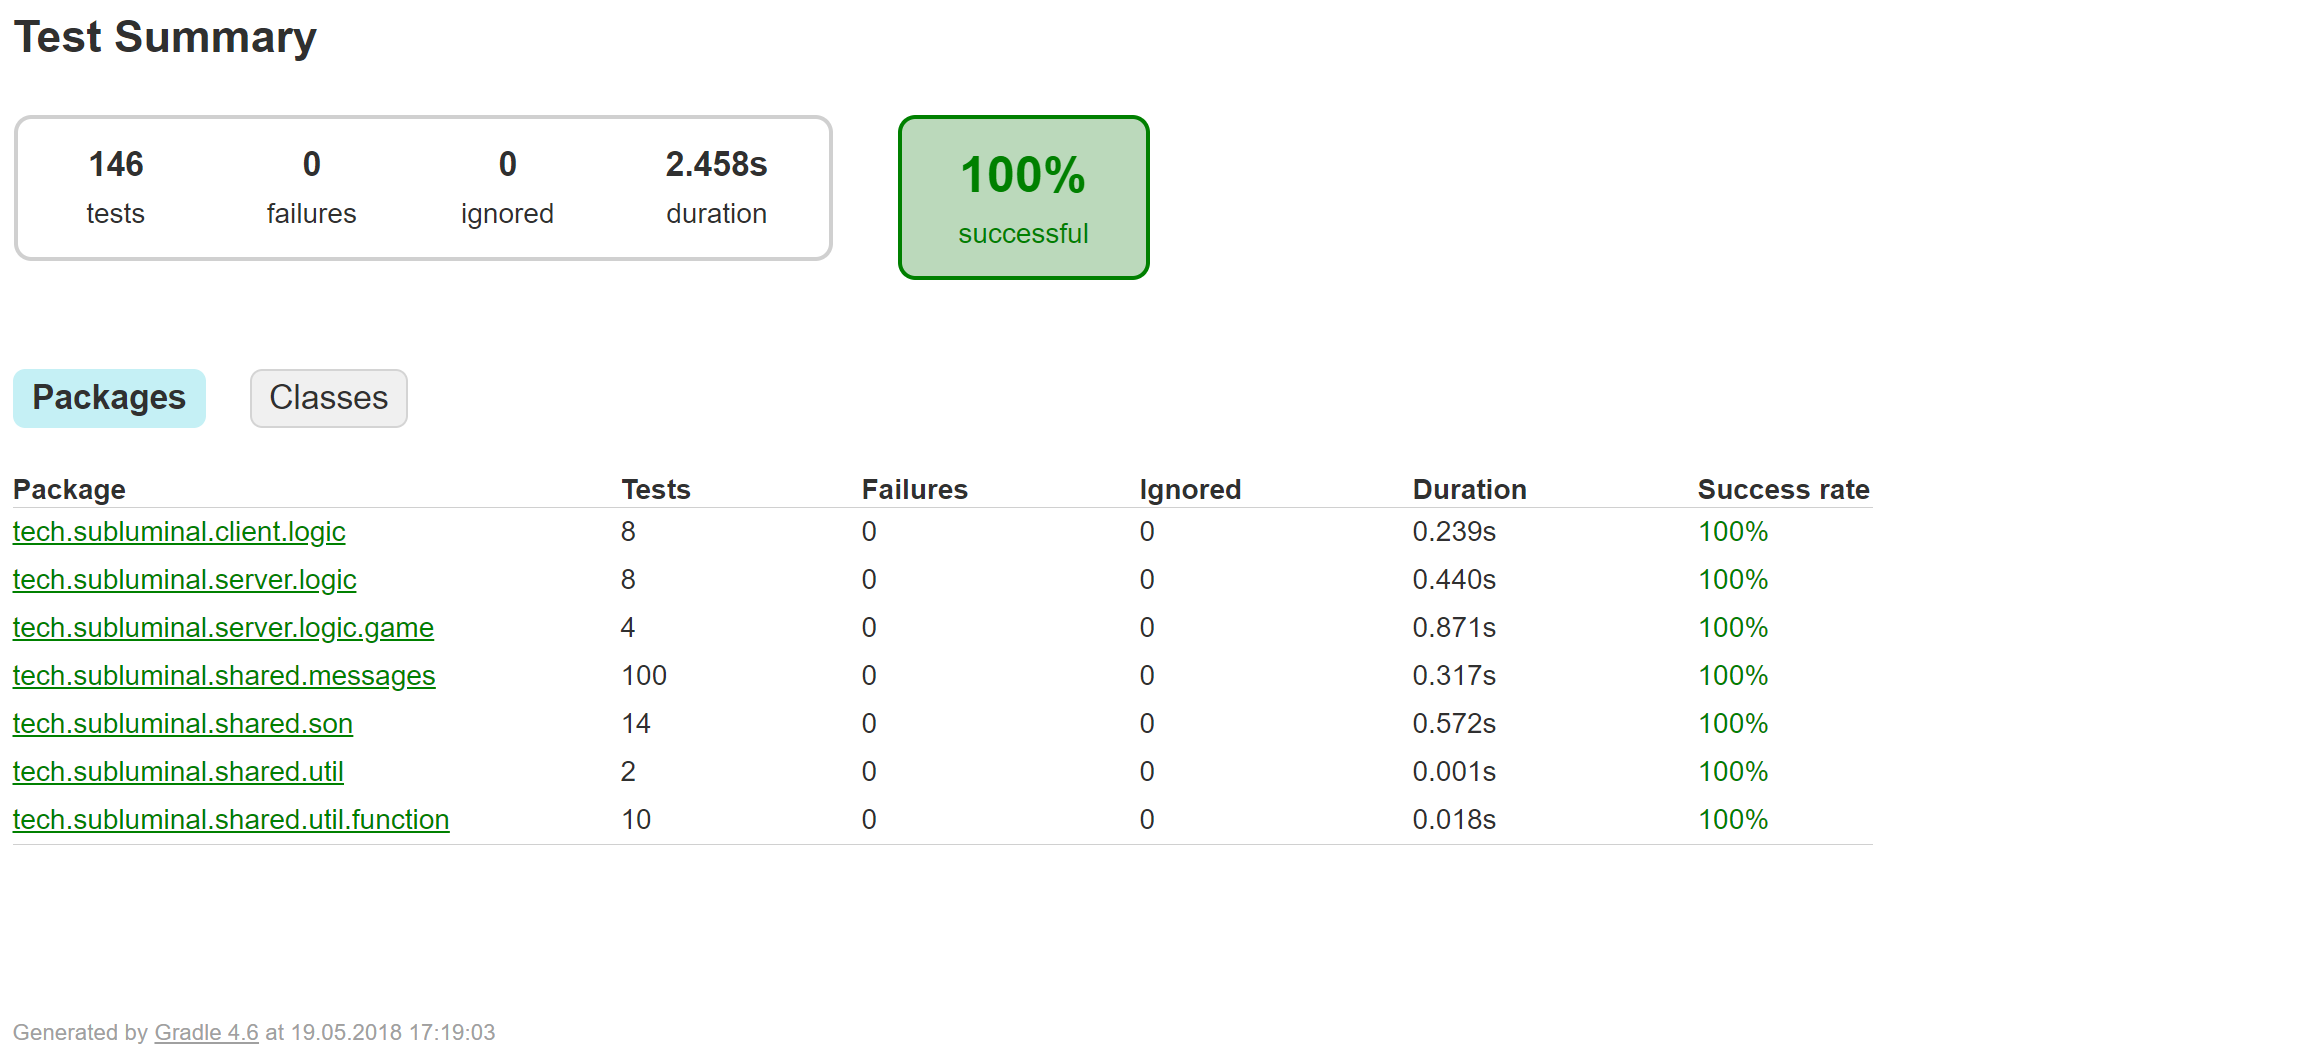 Test Summary
146 0 0 2.458s
tests failures ignored duration
100%
successful
Packages Classes
Package Tests Failures Ignored Duration Success rate
tech.subluminal.client.logic 8 0 0 0.239s 100%
tech.subluminal.server.logic 8 0 0 0.440s 100%
tech.subluminal.server.logic.game 4 0 0 0.871s 100%
tech.subluminal.shared.messages 100 0 0 0.317s 100%
tech.subluminal.shared.son 14 0 0 0.572s 100%
tech.subluminal.shared.util 2 0 0 0.001s 100%
tech.subluminal.shared.util.function 10 0 0 0.018s 100%
Generated by Gradle 4.6 at 19.05.2018 17:19:03